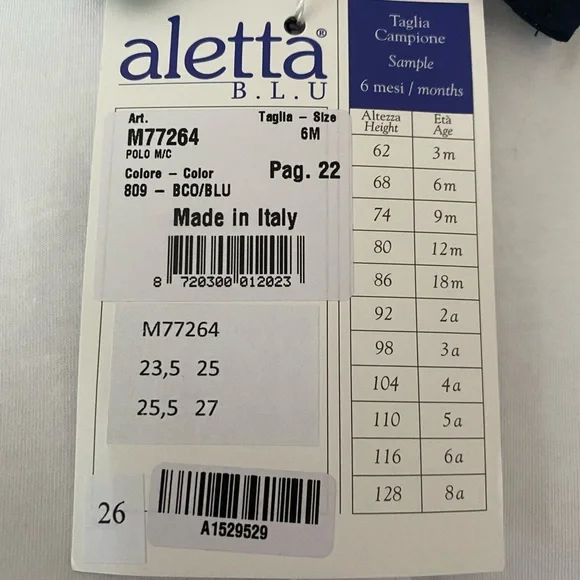 aletta®
B.L.U
Art. Taglia - Size
M77264 6M
POLO M/C
Colore - Color Pag. 22
809 - BCO/BLU
Made in Italy
8 720300 012023
M77264
23,5 25
25,5 27
26
A1529529
Taglia
Campione
Sample
6 mesi / months
Altezza Età
Height Age
62 3m
68 6m
74 9m
80 12m
86 18m
92 2a
98 3a
104 4a
110 5a
116 6a
128 8a